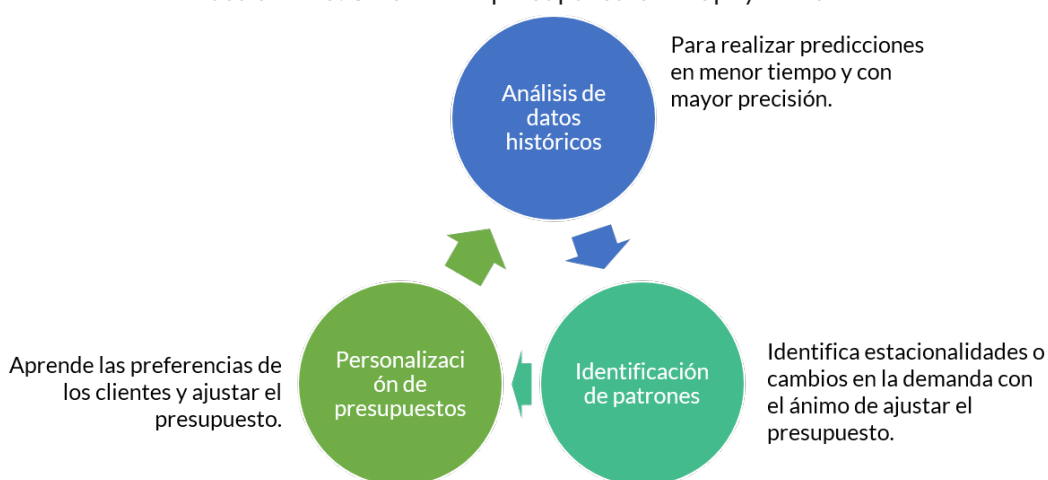 Análisis de
datos
históricos
Para realizar predicciones
en menor tiempo y con
mayor precisión.
Identificación
de patrones
Identifica estacionalidades o
cambios en la demanda con
el ánimo de ajustar el
presupuesto.
Personalizaci
ón de
presupuestos
Aprende las preferencias de
los clientes y ajustar el
presupuesto.